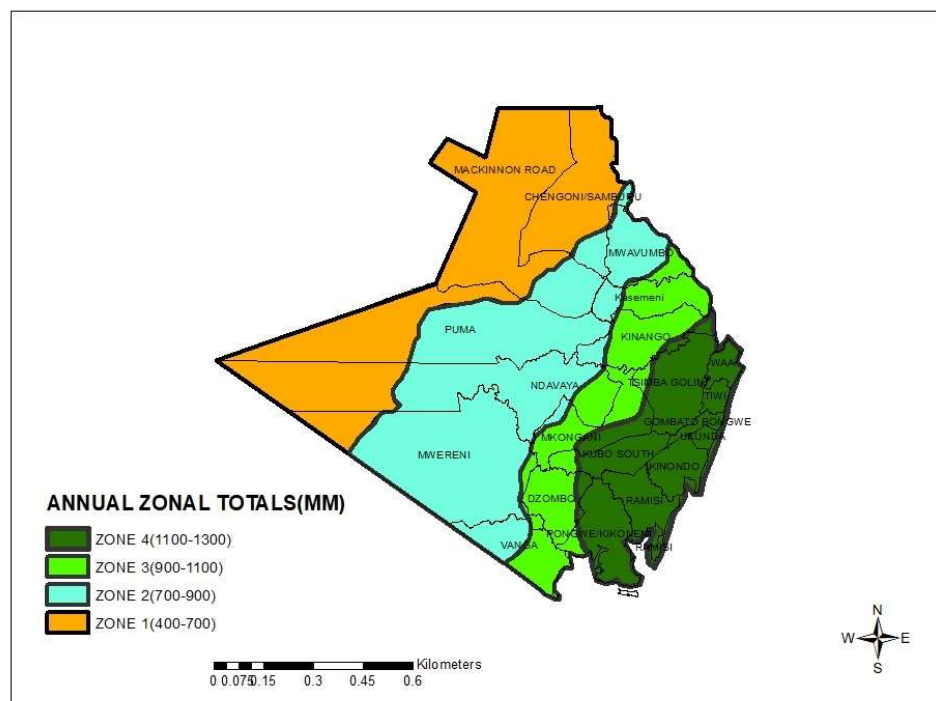 MACKINNON ROAD
CHENGONI/SAMBURU
MWAVUMBO
Kasemeni
PUMA
KINANGO
WAA
NDAVAYA
TSIMBA GOLINI
TIWI
GOMBATO BONGWE
MKONGANI
UKUNDA
MWERENI
KUBO SOUTH
KINONDO
DZOMBO
RAMISI
PONGWE/KIKONENI
VANGA
RAMISI
ANNUAL ZONAL TOTALS(MM)
ZONE 4(1100-1300)
ZONE 3(900-1100)
ZONE 2(700-900)
ZONE 1(400-700)
N
W E
S
Kilometers
0 0.075 0.15 0.3 0.45 0.6